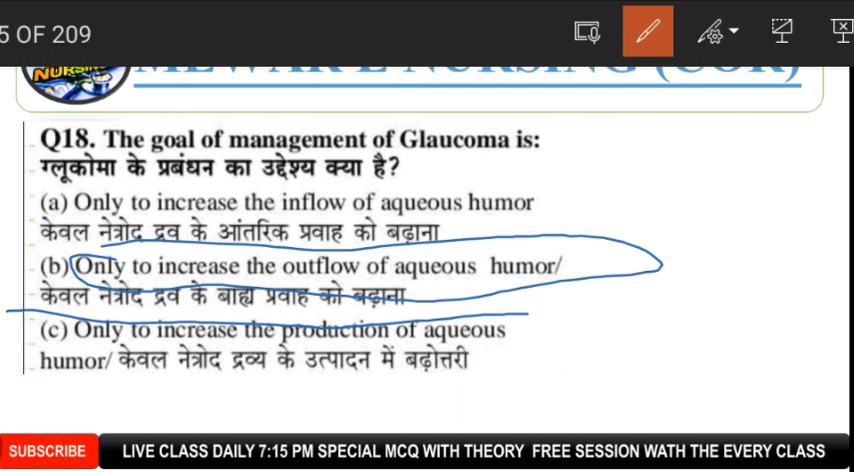 5 OF 209
NURSING
MEWAR E NURSING (UOR)
Q18. The goal of management of Glaucoma is:
ग्लूकोमा के प्रबंधन का उद्देश्य क्या है?
(a) Only to increase the inflow of aqueous humor
केवल नेत्रोद द्रव के आंतरिक प्रवाह को बढ़ाना
(b) Only to increase the outflow of aqueous humor/
केवल नेत्रोद द्रव के बाह्य प्रवाह को बढ़ाना
(c) Only to increase the production of aqueous
humor/ केवल नेत्रोद द्रव्य के उत्पादन में बढ़ोत्तरी
SUBSCRIBE LIVE CLASS DAILY 7:15 PM SPECIAL MCQ WITH THEORY FREE SESSION WATH THE EVERY CLASS